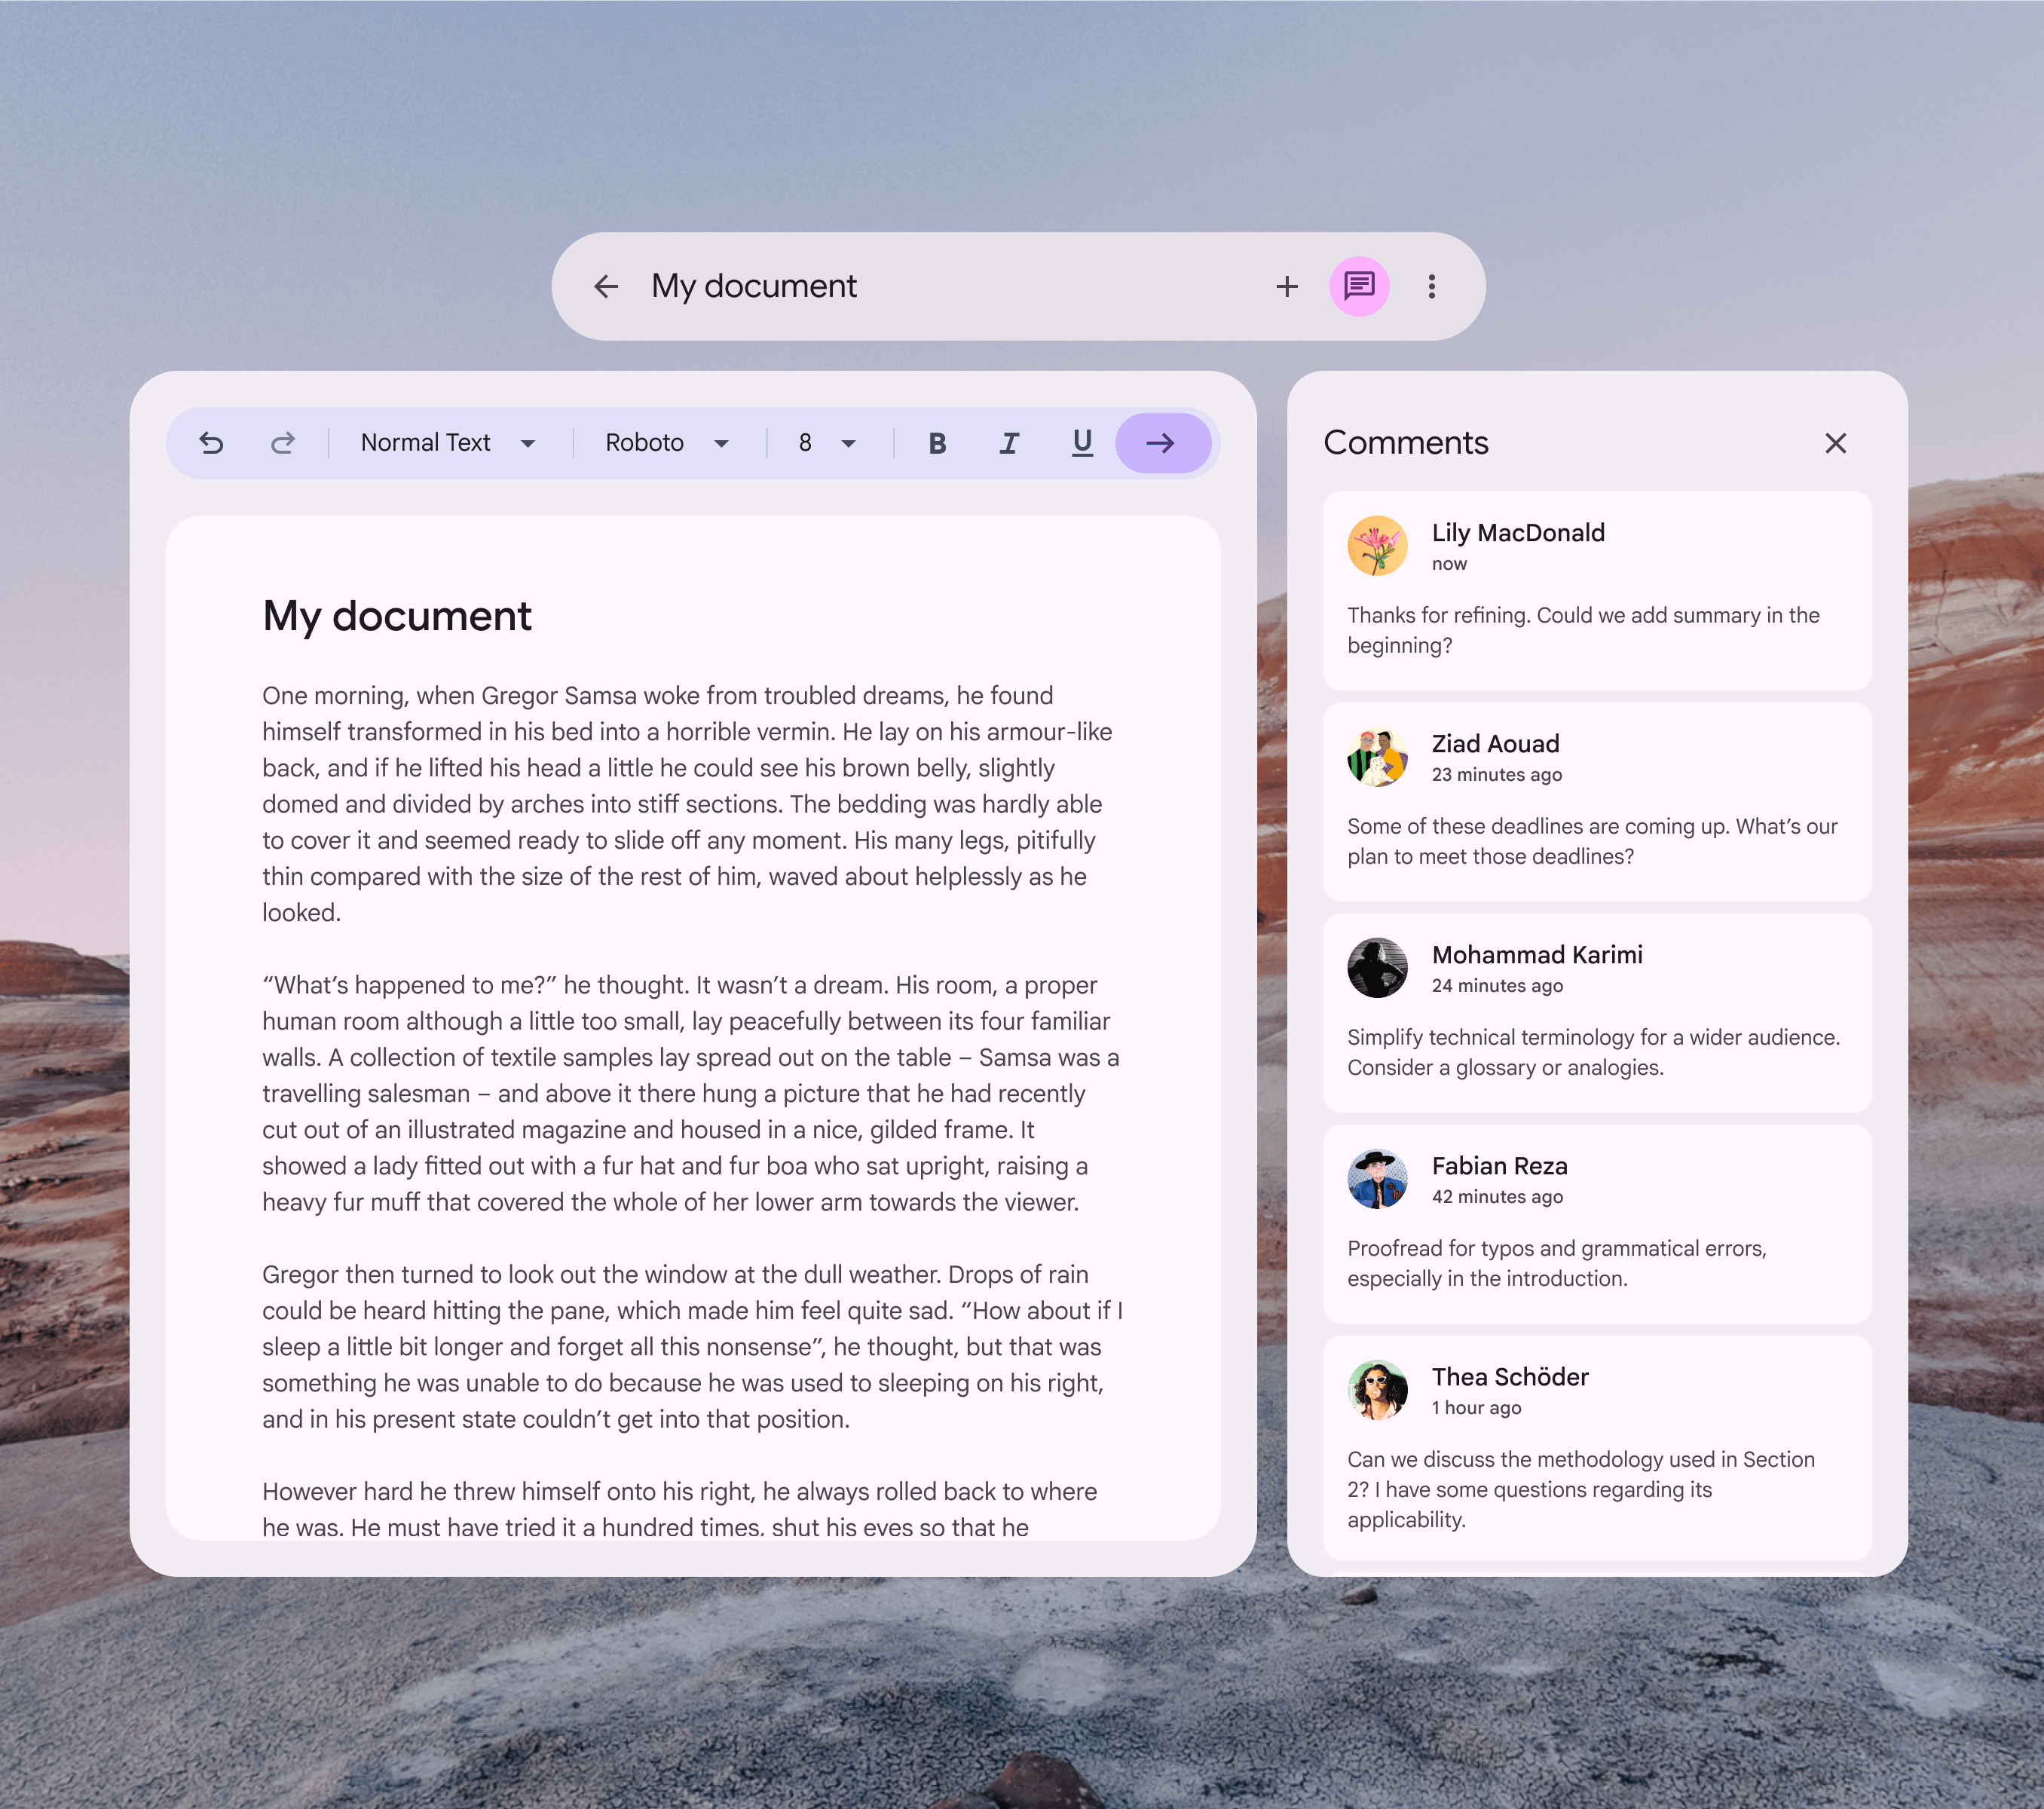 My document
Normal Text
Roboto
8
B
I
U
My document
One morning, when Gregor Samsa woke from troubled dreams, he found
himself transformed in his bed into a horrible vermin. He lay on his armour-like
back, and if he lifted his head a little he could see his brown belly, slightly
domed and divided by arches into stiff sections. The bedding was hardly able
to cover it and seemed ready to slide off any moment. His many legs, pitifully
thin compared with the size of the rest of him, waved about helplessly as he
looked.
“What’s happened to me?” he thought. It wasn’t a dream. His room, a proper
human room although a little too small, lay peacefully between its four familiar
walls. A collection of textile samples lay spread out on the table – Samsa was a
travelling salesman – and above it there hung a picture that he had recently
cut out of an illustrated magazine and housed in a nice, gilded frame. It
showed a lady fitted out with a fur hat and fur boa who sat upright, raising a
heavy fur muff that covered the whole of her lower arm towards the viewer.
Gregor then turned to look out the window at the dull weather. Drops of rain
could be heard hitting the pane, which made him feel quite sad. “How about if I
sleep a little bit longer and forget all this nonsense”, he thought, but that was
something he was unable to do because he was used to sleeping on his right,
and in his present state couldn’t get into that position.
However hard he threw himself onto his right, he always rolled back to where
he was. He must have tried it a hundred times, shut his eyes so that he
Comments
Lily MacDonald
now
Thanks for refining. Could we add summary in the
beginning?
Ziad Aouad
23 minutes ago
Some of these deadlines are coming up. What’s our
plan to meet those deadlines?
Mohammad Karimi
24 minutes ago
Simplify technical terminology for a wider audience.
Consider a glossary or analogies.
Fabian Reza
42 minutes ago
Proofread for typos and grammatical errors,
especially in the introduction.
Thea Schöder
1 hour ago
Can we discuss the methodology used in Section
2? I have some questions regarding its
applicability.